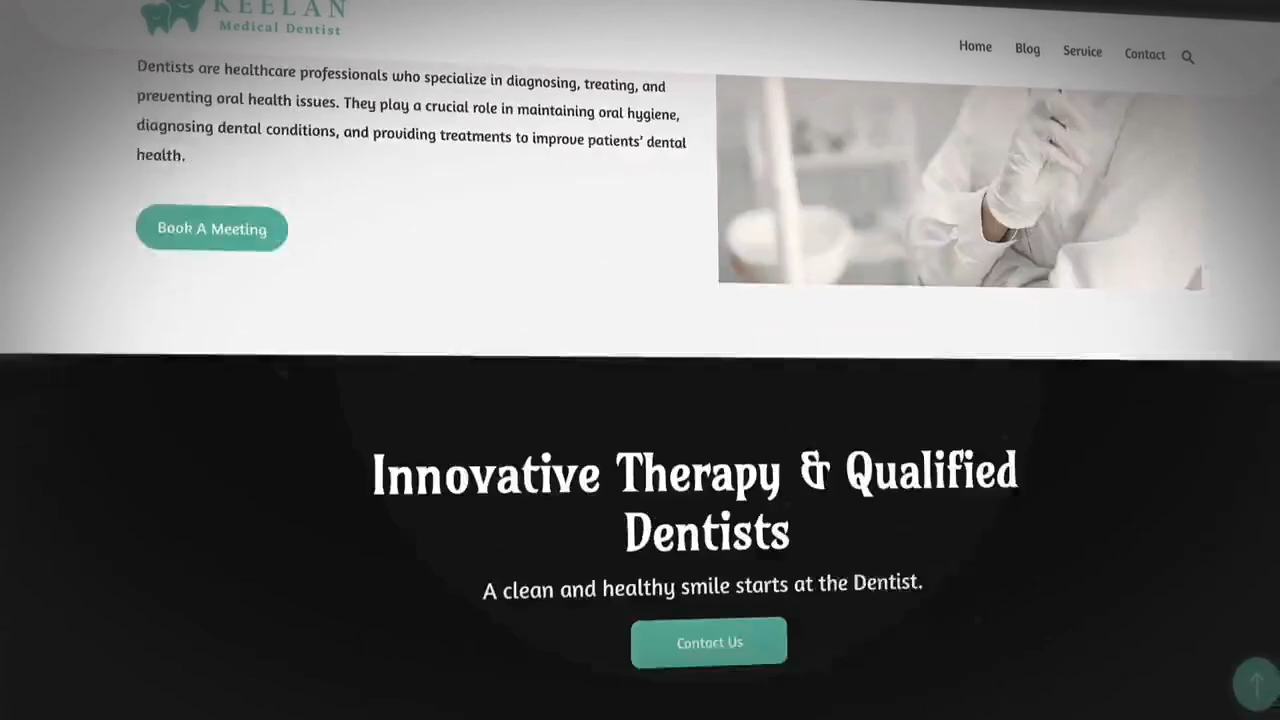 KEELAN
Medical Dentist
Home Blog Service Contact
Dentists are healthcare professionals who specialize in diagnosing, treating, and
preventing oral health issues. They play a crucial role in maintaining oral hygiene,
diagnosing dental conditions, and providing treatments to improve patients' dental
health.
Book A Meeting
Innovative Therapy & Qualified
Dentists
A clean and healthy smile starts at the Dentist.
Contact Us